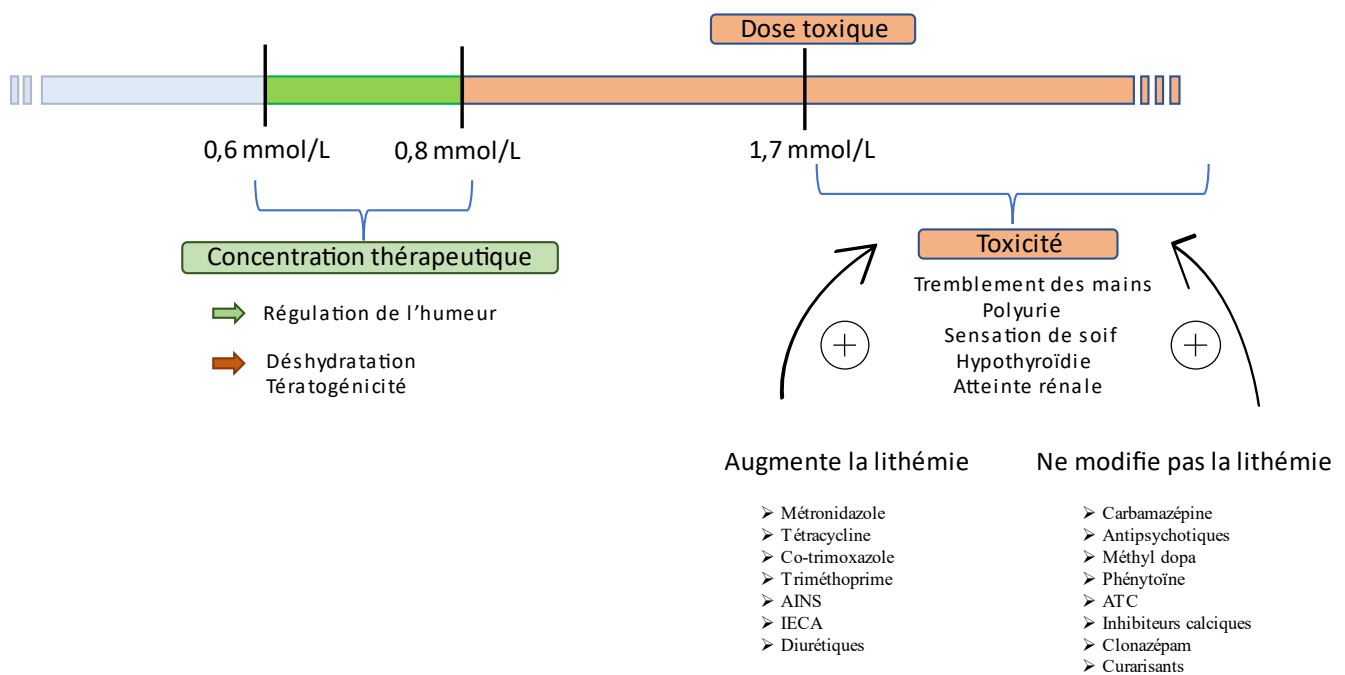 Dose toxique
0,6 mmol/L
0,8 mmol/L
1,7 mmol/L
Concentration thérapeutique
Régulation de l’humeur
Déshydratation
Tératogénicité
Toxicité
Tremblement des mains
Polyurie
Sensation de soif
Hypothyroïdie
Atteinte rénale
+
+
Augmente la lithémie
➢ Métronidazole
➢ Tétracycline
➢ Co-trimoxazole
➢ Triméthoprime
➢ AINS
➢ IECA
➢ Diurétiques
Ne modifie pas la lithémie
➢ Carbamazépine
➢ Antipsychotiques
➢ Méthyl dopa
➢ Phénytoïne
➢ ATC
➢ Inhibiteurs calciques
➢ Clonazépam
➢ Curarisants